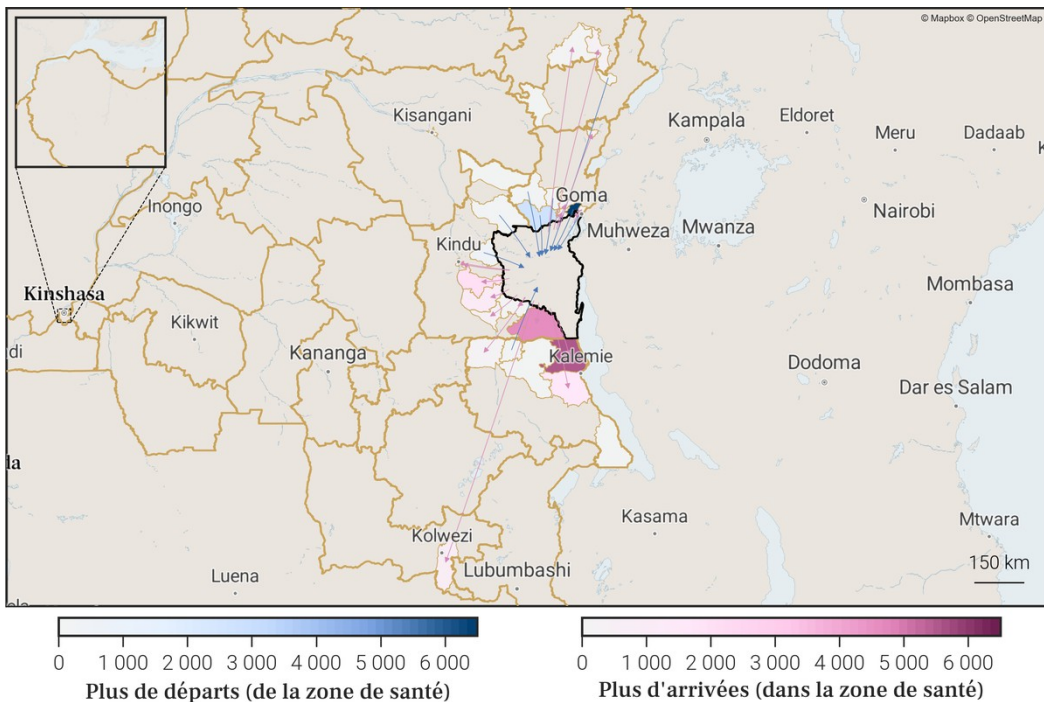 © Mapbox © OpenStreetMap
Kisangani
Kampala
Eldoret
Meru
Dadaab
K
Goma
Inongo
Nairobi
Kindu
Muhweza
Mwanza
Kinshasa
Mombasa
Kikwit
di
Kananga
Kalemie
Dodoma
Dar es Salam
la
Kasama
Mtwara
Kolwezi
Lubumbashi
150 km
Luena
0 1 000 2 000 3 000 4 000 5 000 6 000
Plus de départs (de la zone de santé)
0 1 000 2 000 3 000 4 000 5 000 6 000
Plus d'arrivées (dans la zone de santé)